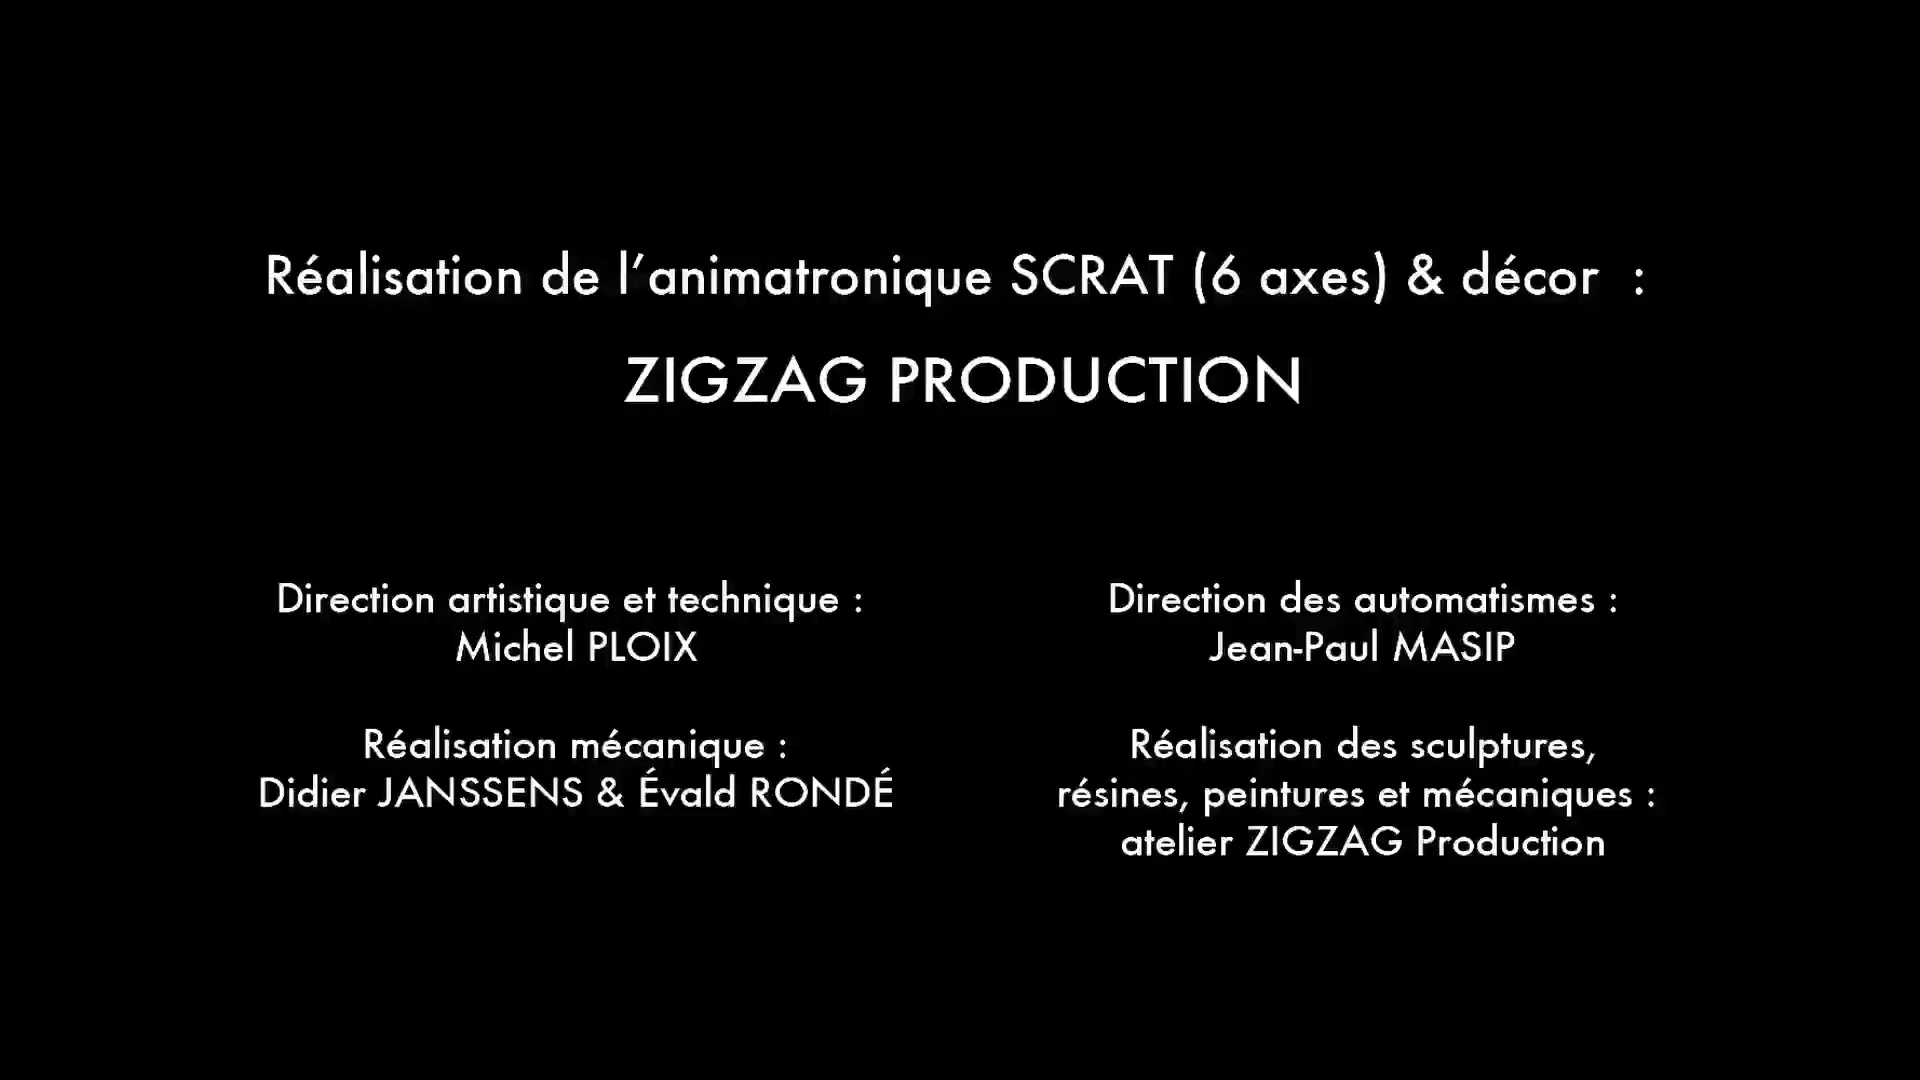 Réalisation de l’animatronique SCRAT (6 axes) & décor :
ZIGZAG PRODUCTION
Direction artistique et technique :
Michel PLOIX
Réalisation mécanique :
Didier JANSSENS & Évald RONDÉ
Direction des automatismes :
Jean-Paul MASIP
Réalisation des sculptures,
résines, peintures et mécaniques :
atelier ZIGZAG Production